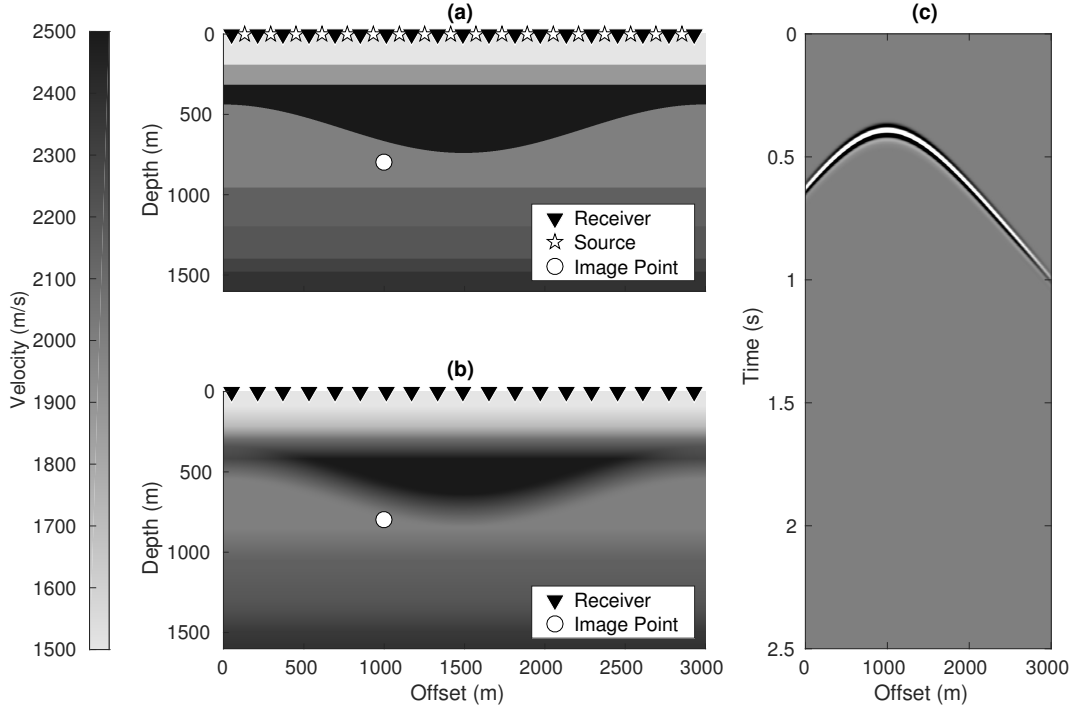 (a)
0
500
1000
1500
Depth (m)
Receiver
Source
Image Point
2500
2400
2300
2200
2100
2000
1900
1800
1700
1600
1500
Velocity (m/s)
(b)
0
500
1000
1500
Depth (m)
Receiver
Image Point
0 500 1000 1500 2000 2500 3000
Offset (m)
(c)
0
0.5
1
1.5
2
2.5
Time (s)
0 1000 2000 3000
Offset (m)